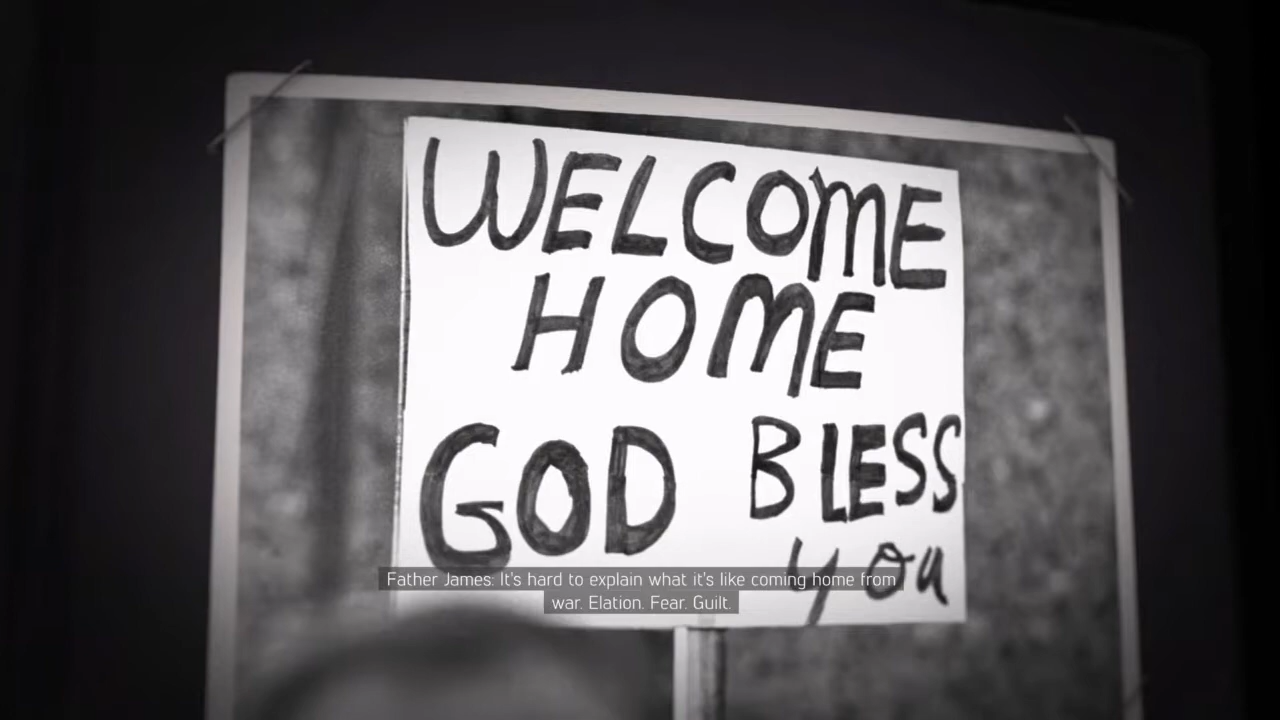 WELCOME
HOME
GOD BLESS
you
Father James: It's hard to explain what it's like coming home from
war. Elation. Fear. Guilt.